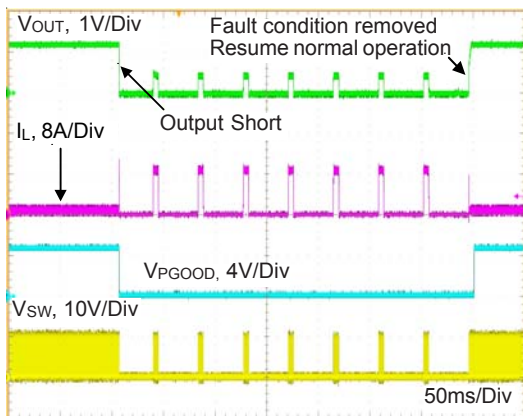 VOUT, 1V/Div
Fault condition removed
Resume normal operation
Output Short
IL, 8A/Div
VPGOOD, 4V/Div
VSW, 10V/Div
50ms/Div